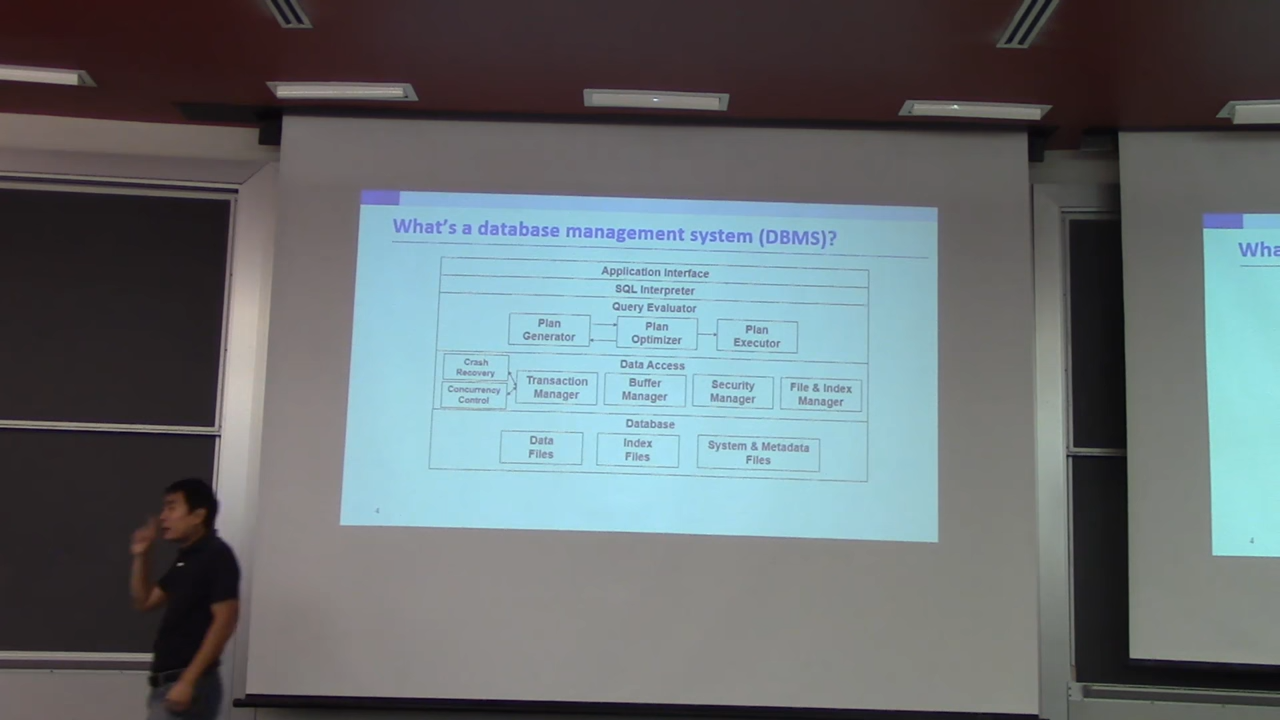 What's a database management system (DBMS)?
Application Interface
SQL Interpreter
Query Evaluator
Plan
Generator
Plan
Optimizer
Plan
Executor
Data Access
Crash
Recovery
Concurrency
Control
Transaction
Manager
Buffer
Manager
Security
Manager
File & Index
Manager
Database
Data
Files
Index
Files
System & Metadata
Files
4
Wha
4